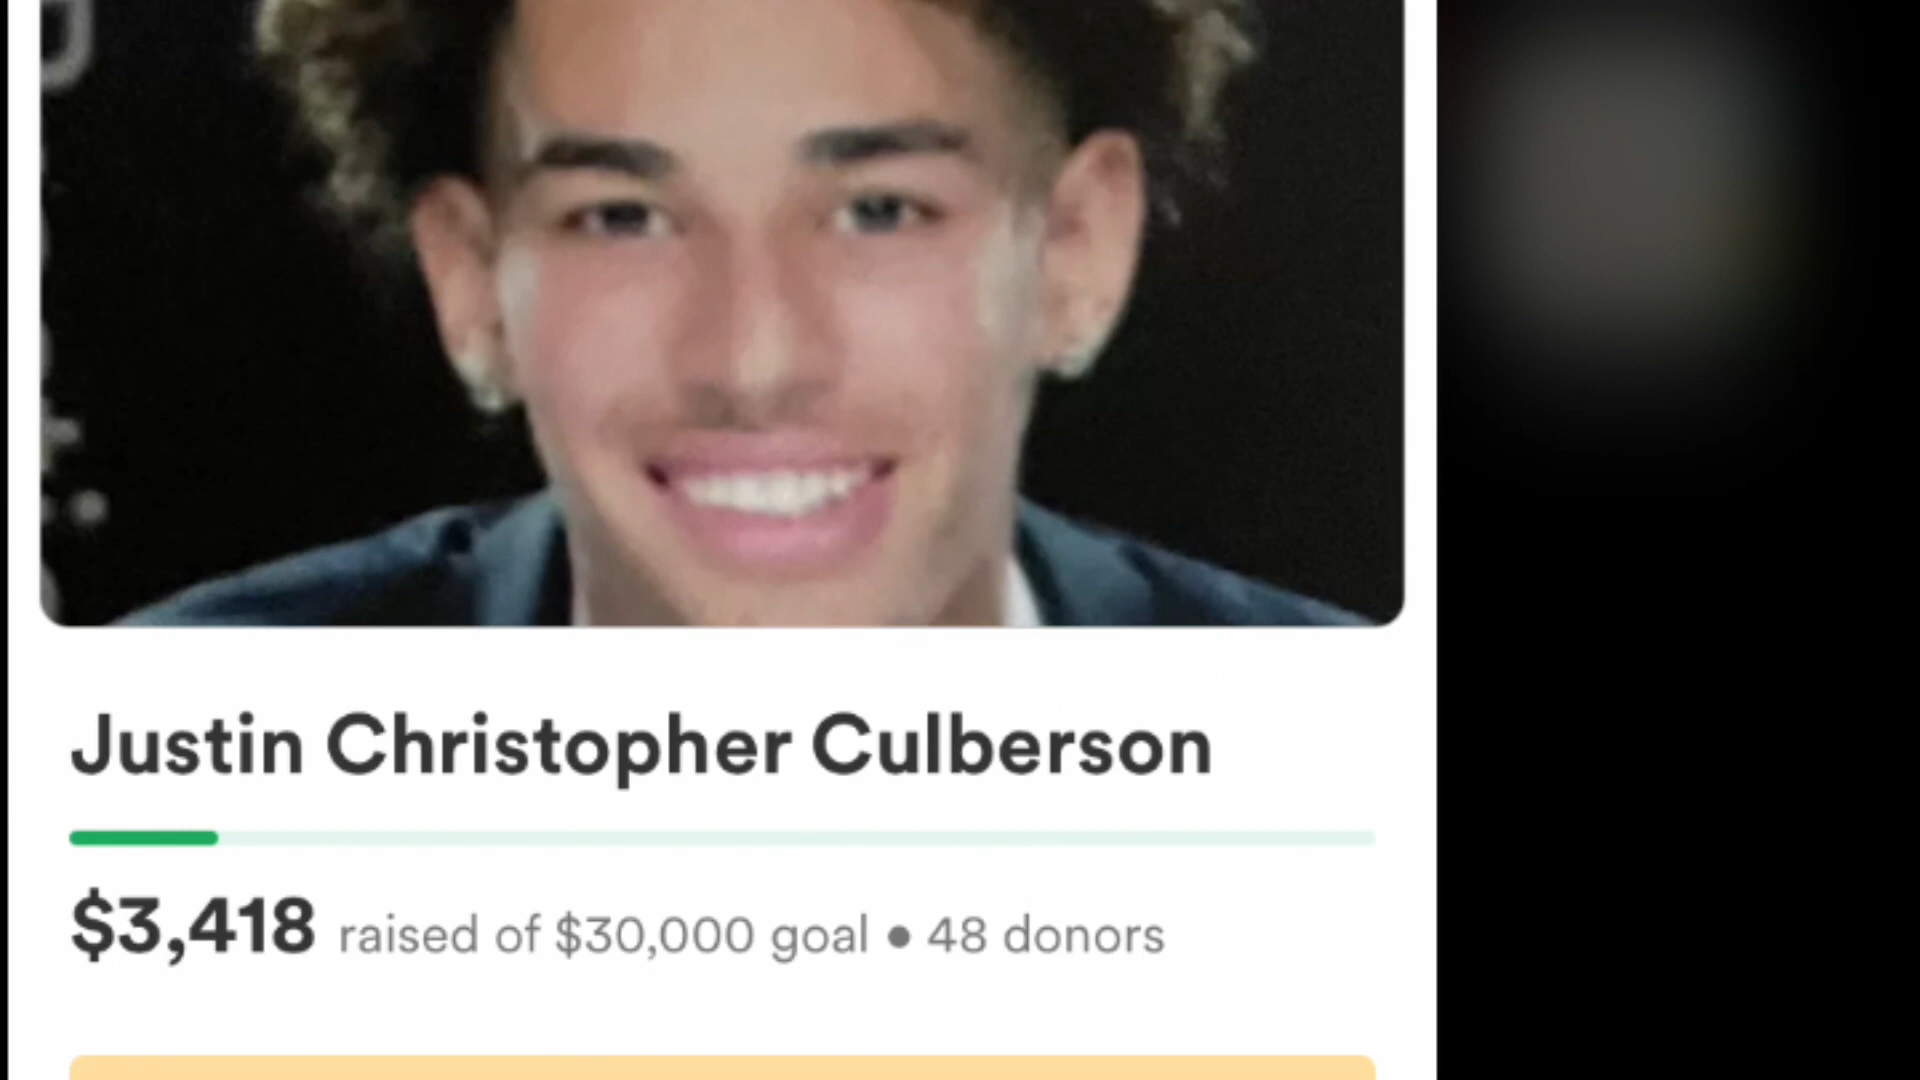 Justin Christopher Culberson
$3,418 raised of $30,000 goal • 48 donors